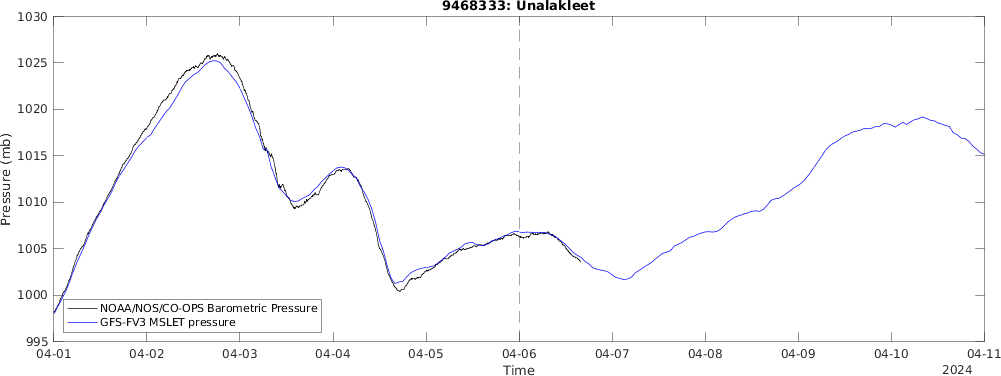 9468333: Unalakleet
1030
1025
1020
1015
1010
1005
1000
995
Pressure (mb)
NOAA/NOS/CO-OPS Barometric Pressure
GFS-FV3 MSLET pressure
04-01 04-02 04-03 04-04 04-05 04-06 04-07 04-08 04-09 04-10 04-11
Time
2024